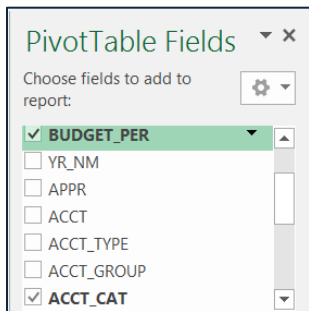 PivotTable Fields
Choose fields to add to
report:
BUDGET_PER
YR_NM
APPR
ACCT
ACCT_TYPE
ACCT_GROUP
ACCT_CAT